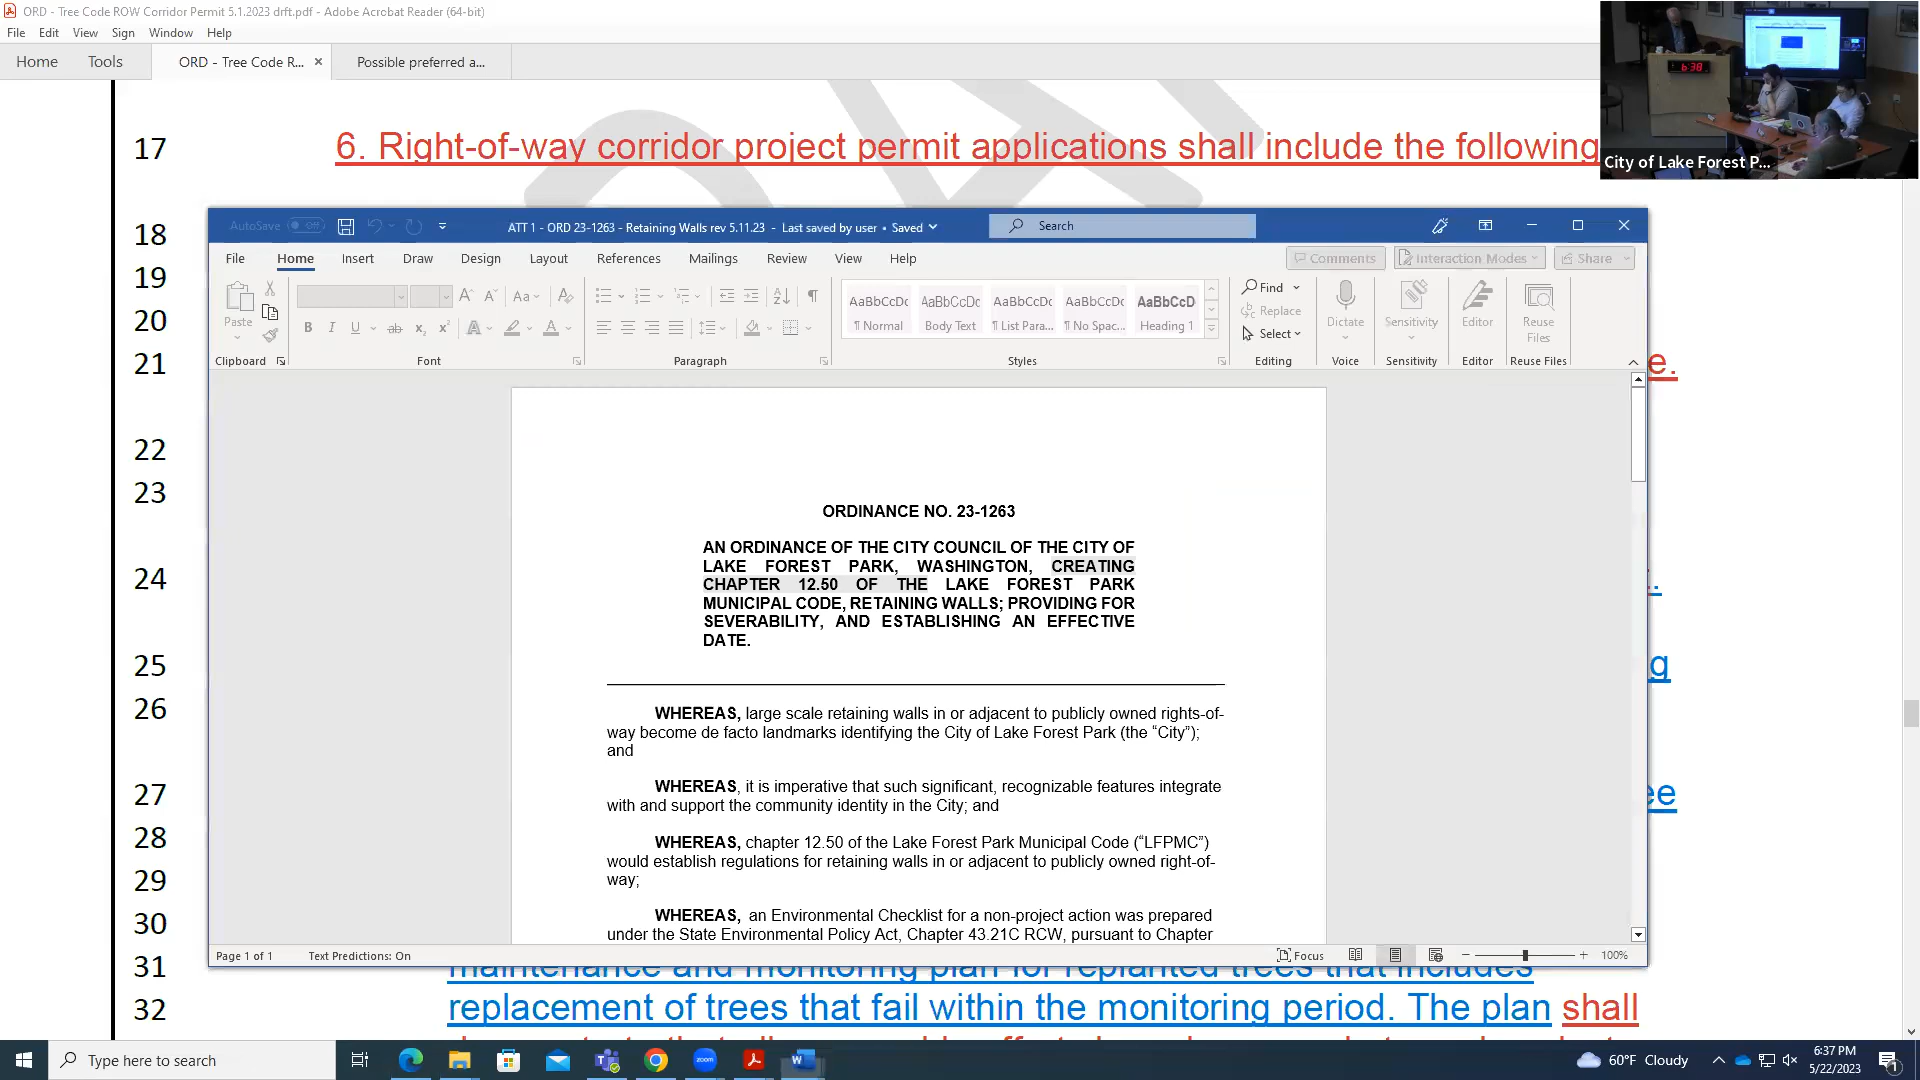 ORD - Tree Code ROW Corridor Permit 5.1.2023 drft.pdf - Adobe Acrobat Reader (64-bit)
File Edit View Sign Window Help
Home Tools ORD - Tree Code R... × Possible preferred a...
6:38
City of Lake Forest P...
17 6. Right-of-way corridor project permit applications shall include the following
18
19
20
21 e.
22
23
24
25 g
26
27 ee
28
29
30
31 maintenance and monitoring plan for replanted trees that includes
32 replacement of trees that fail within the monitoring period. The plan shall
AutoSave Off ATT 1 - ORD 23-1263 - Retaining Walls rev 5.11.23 - Last saved by user • Saved Search
File Home Insert Draw Design Layout References Mailings Review View Help Comments Interaction Modes Share
Paste
Clipboard Font Paragraph Styles Editing Voice Sensitivity Editor Reuse Files
AaBbCcDc AaBbCcDc AaBbCcDc AaBbCcDc AaBbCcD
¶ Normal Body Text ¶ List Para... ¶ No Spac... Heading 1
Find
Replace
Select
Dictate Sensitivity Editor Reuse Files
ORDINANCE NO. 23-1263
AN ORDINANCE OF THE CITY COUNCIL OF THE CITY OF
LAKE FOREST PARK, WASHINGTON, CREATING
CHAPTER 12.50 OF THE LAKE FOREST PARK
MUNICIPAL CODE, RETAINING WALLS; PROVIDING FOR
SEVERABILITY, AND ESTABLISHING AN EFFECTIVE
DATE.
WHEREAS, large scale retaining walls in or adjacent to publicly owned rights-of-
way become de facto landmarks identifying the City of Lake Forest Park (the “City”);
and
WHEREAS, it is imperative that such significant, recognizable features integrate
with and support the community identity in the City; and
WHEREAS, chapter 12.50 of the Lake Forest Park Municipal Code (“LFPMC”)
would establish regulations for retaining walls in or adjacent to publicly owned right-of-
way;
WHEREAS, an Environmental Checklist for a non-project action was prepared
under the State Environmental Policy Act, Chapter 43.21C RCW, pursuant to Chapter
Page 1 of 1 Text Predictions: On Focus 100%
Type here to search
60°F Cloudy
6:37 PM
5/22/2023